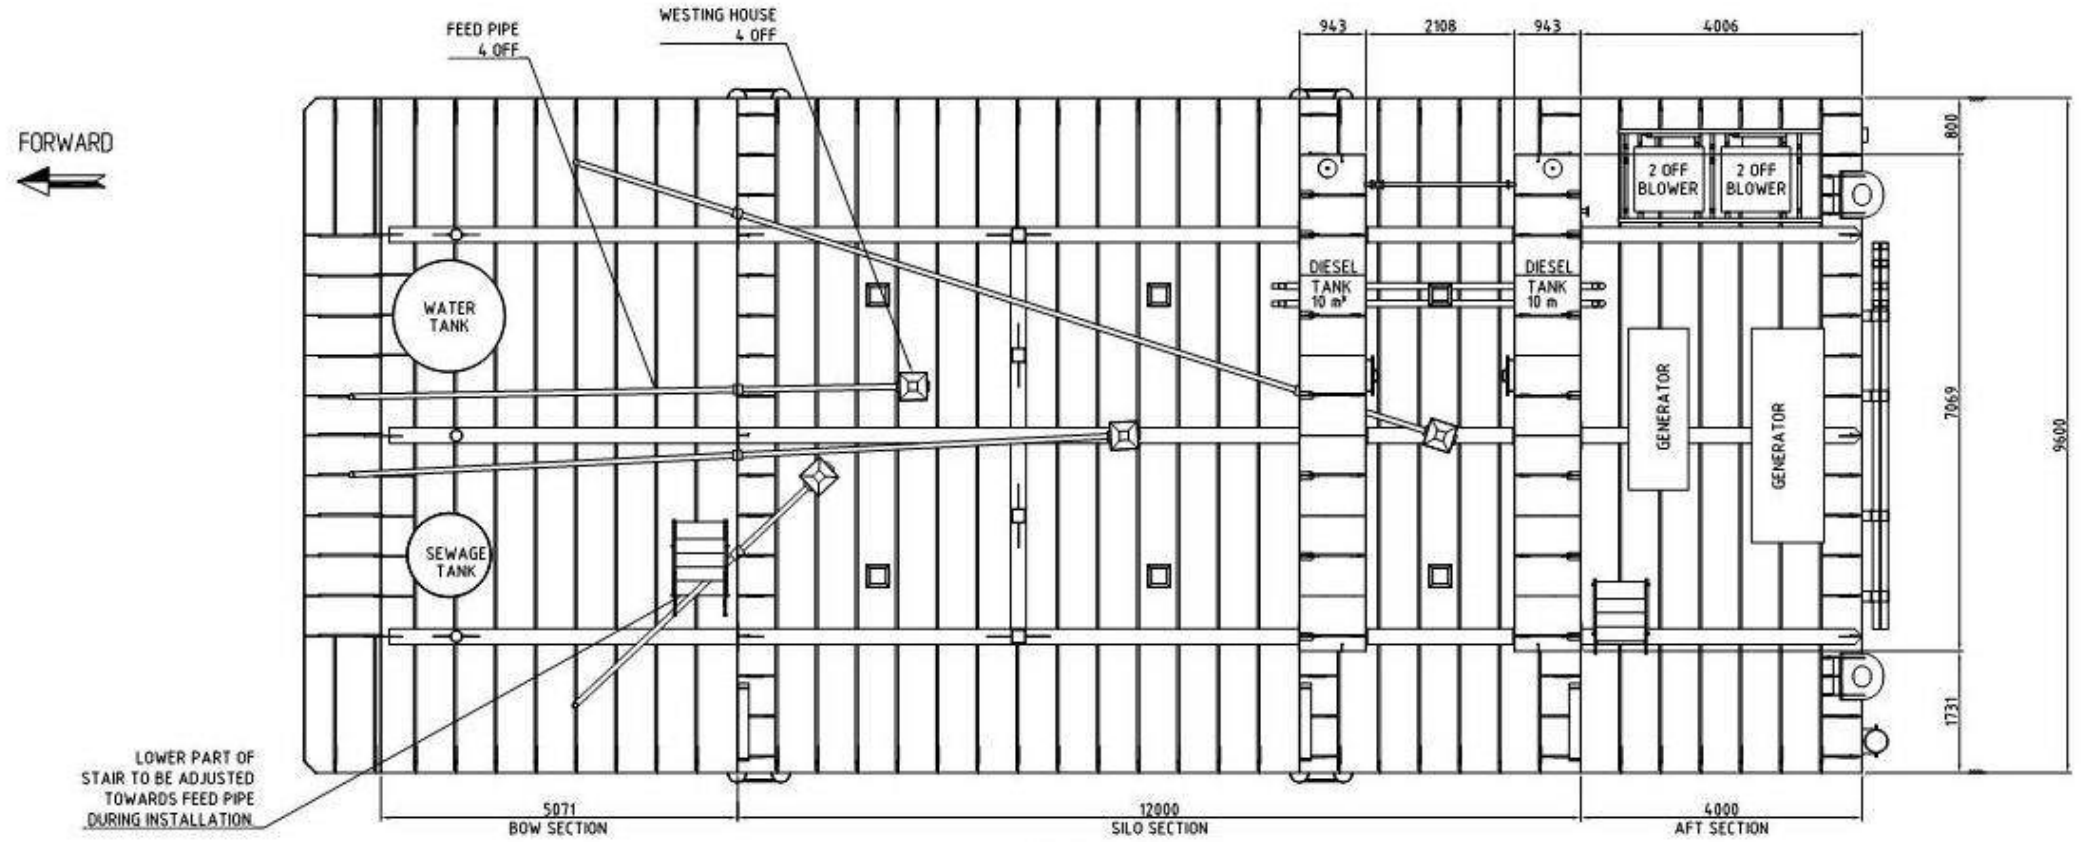 WESTING HOUSE
4 OFF
FEED PIPE
4 OFF
943
2108
943
4006
FORWARD
800
2 OFF
BLOWER
2 OFF
BLOWER
DIESEL
TANK
10 m³
DIESEL
TANK
10 m
WATER
TANK
GENERATOR
GENERATOR
7069
9600
SEWAGE
TANK
1731
LOWER PART OF
STAIR TO BE ADJUSTED
TOWARDS FEED PIPE
DURING INSTALLATION.
5071
BOW SECTION
12000
SILO SECTION
4000
AFT SECTION